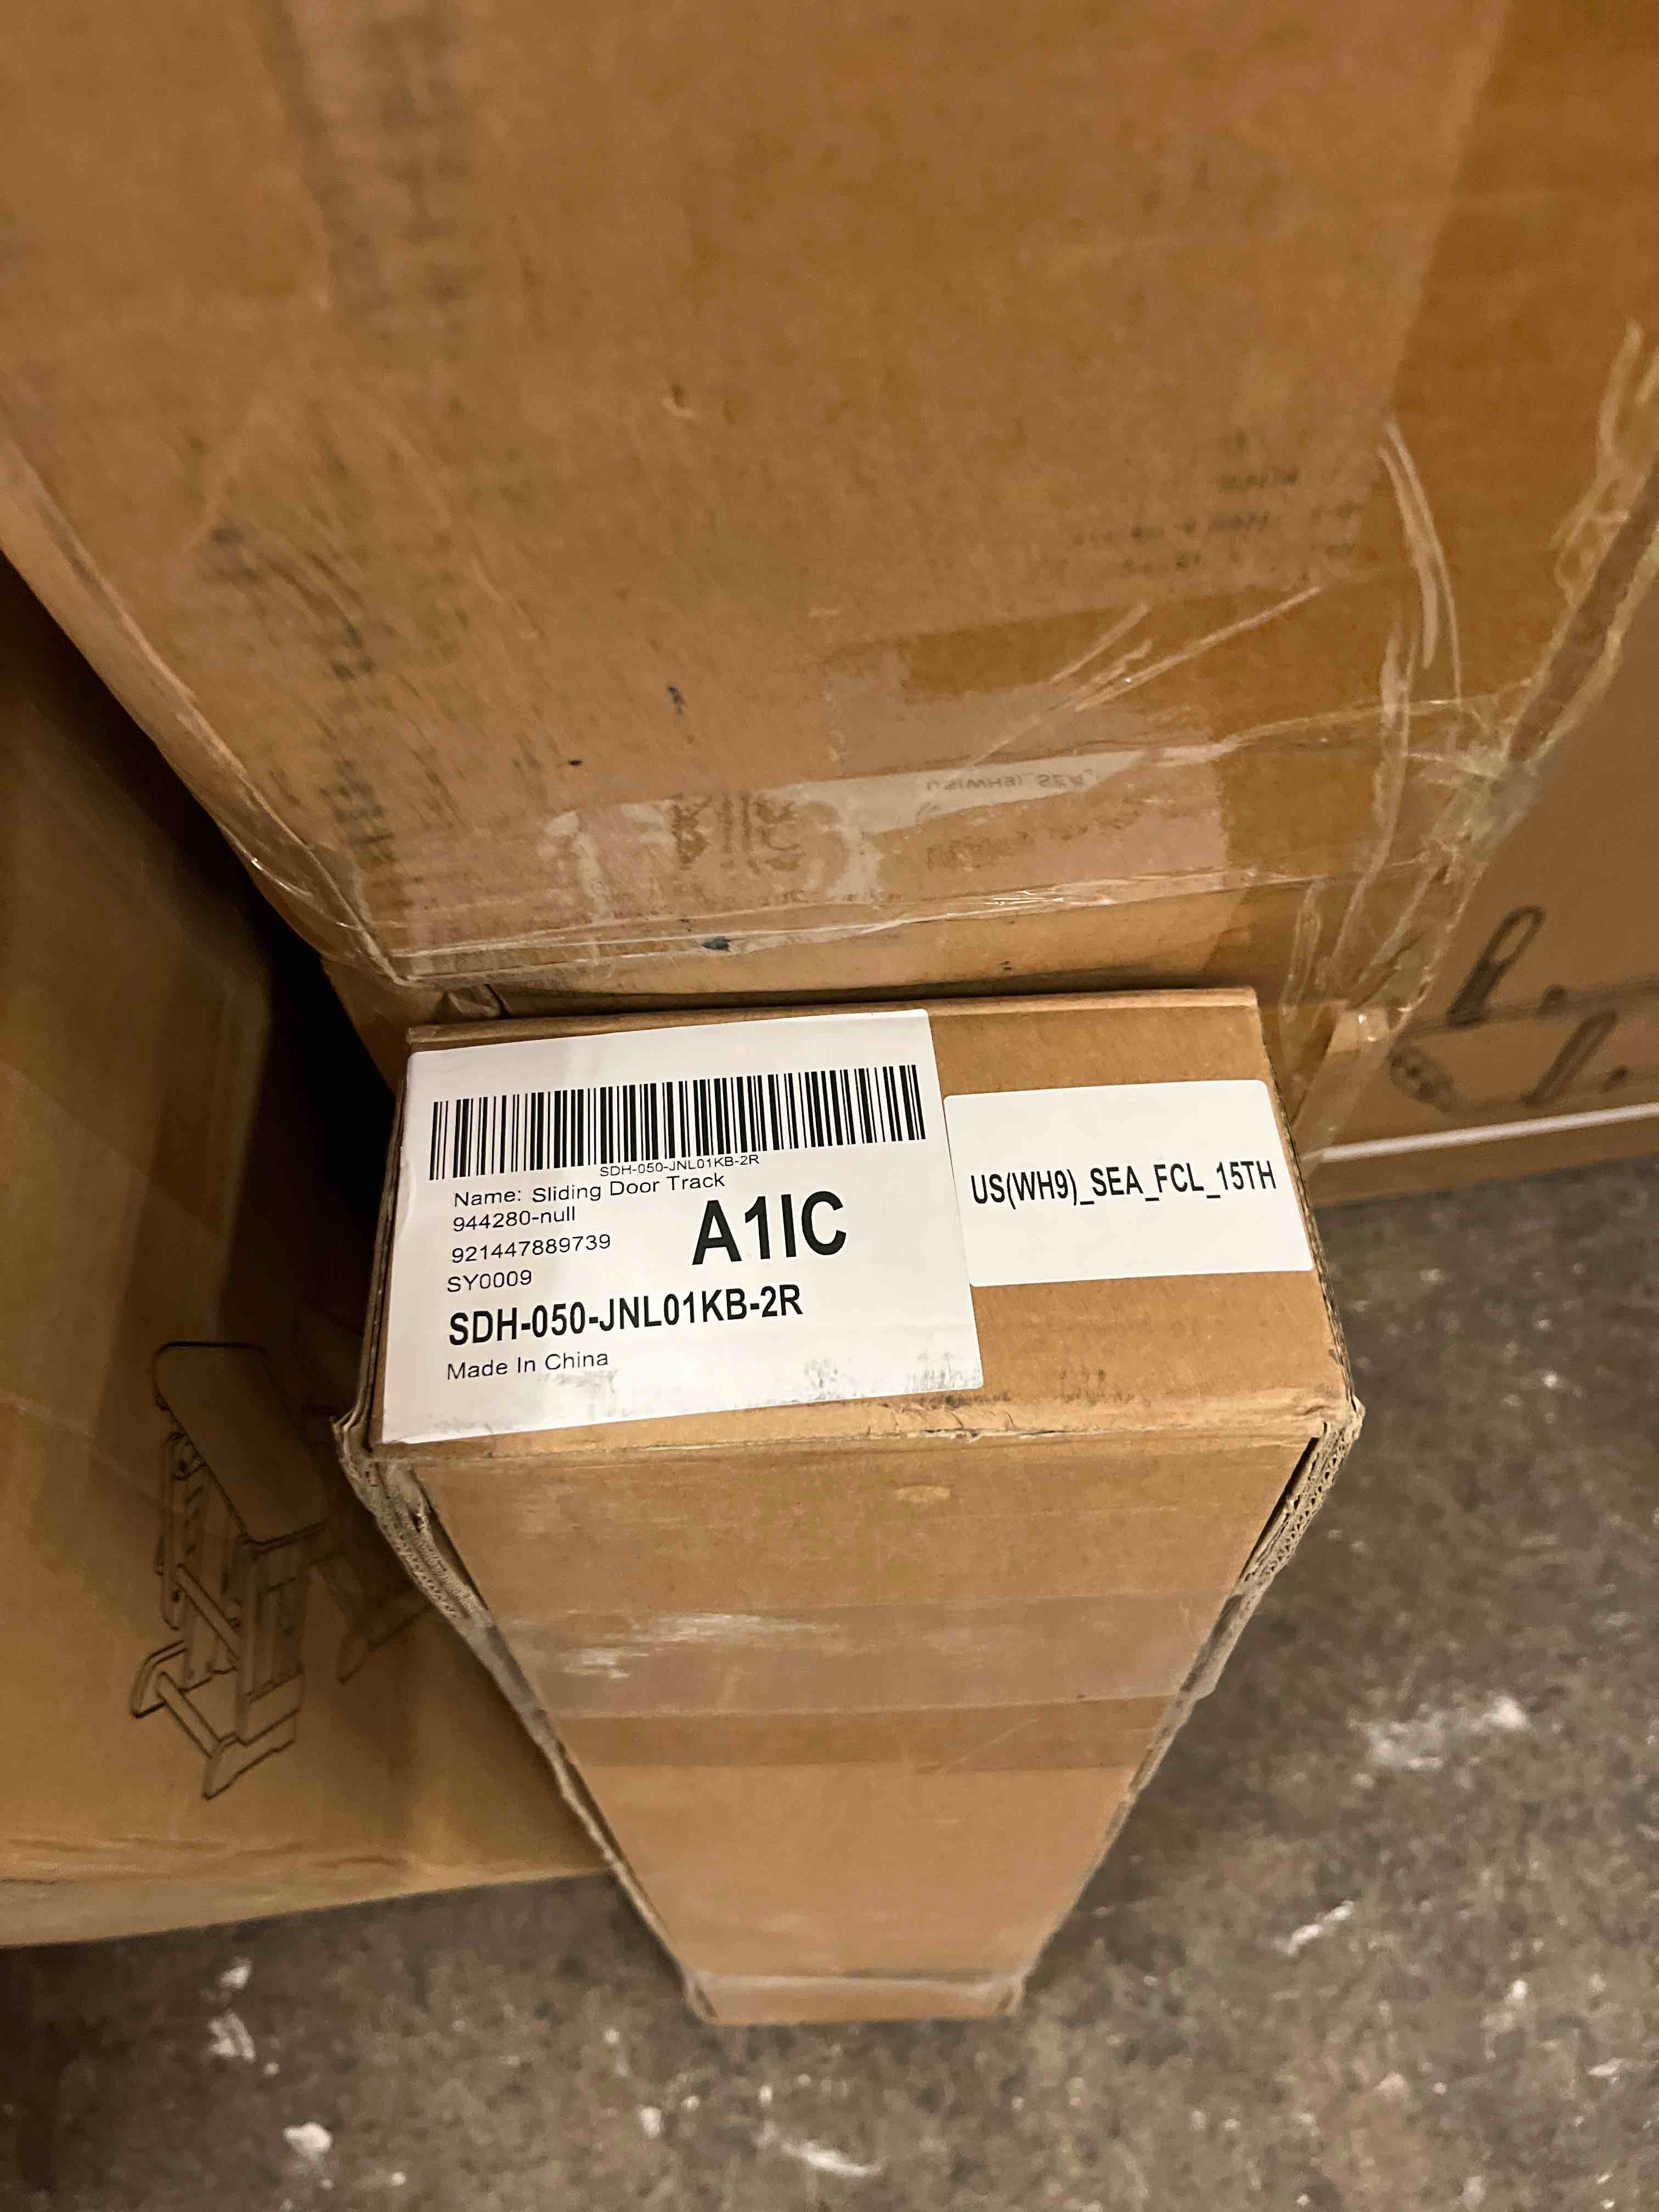 SDH-050-JNL01KB-2R
Name: Sliding Door Track
944280-null
921447889739
A1IC
SY0009
SDH-050-JNL01KB-2R
Made In China
US(WH9)_SEA_FCL_15TH